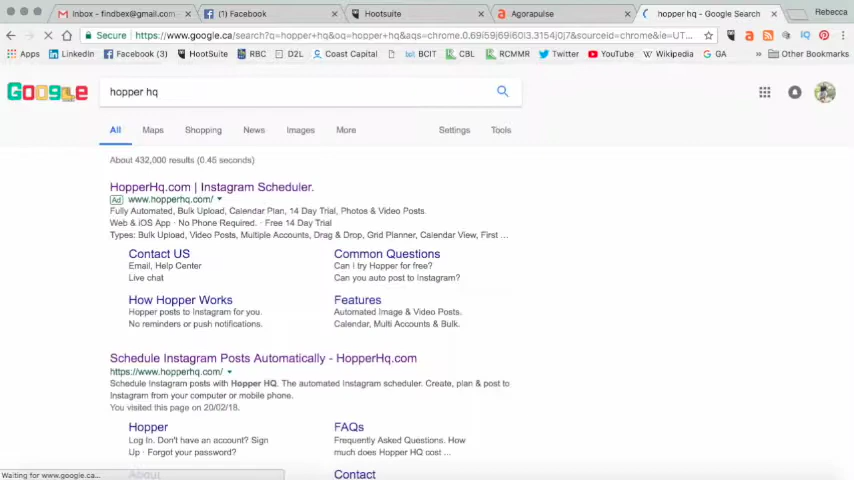 Inbox - findbex@gmail.com
(1) Facebook
Hootsuite
Agorapulse
hopper hq - Google Search
Rebecca
Secure
https://www.google.ca/search?q=hopper+hq&oq=hopper+hq&aqs=chrome.0.69i59j69i60l3.3154j0j7&sourceid=chrome&ie=UT...
Apps
LinkedIn
Facebook (3)
HootSuite
RBC
D2L
Coast Capital
BCIT
CBL
RCMMR
Twitter
YouTube
Wikipedia
GA
»
Other Bookmarks
Google
hopper hq
All
Maps
Shopping
News
Images
More
Settings
Tools
About 432,000 results (0.45 seconds)
HopperHq.com | Instagram Scheduler.
Ad www.hopperhq.com/
Fully Automated, Bulk Upload, Calendar Plan, 14 Day Trial, Photos & Video Posts.
Web & iOS App · No Phone Required. · Free 14 Day Trial
Types: Bulk Upload, Video Posts, Multiple Accounts, Drag & Drop, Grid Planner, Calendar View, First ...
Contact US
Email, Help Center
Live chat
Common Questions
Can I try Hopper for free?
Can you auto post to Instagram?
How Hopper Works
Hopper posts to Instagram for you.
No reminders or push notifications.
Features
Automated Image & Video Posts.
Calendar, Multi Accounts & Bulk.
Schedule Instagram Posts Automatically - HopperHq.com
https://www.hopperhq.com/
Schedule Instagram posts with Hopper HQ. The automated Instagram scheduler. Create, plan & post to
Instagram from your computer or mobile phone.
You visited this page on 20/02/18.
Hopper
Log In. Don't have an account? Sign
Up · Forgot your password?
FAQs
Frequently Asked Questions. How
much does Hopper HQ cost ...
About
Contact
Waiting for www.google.ca...